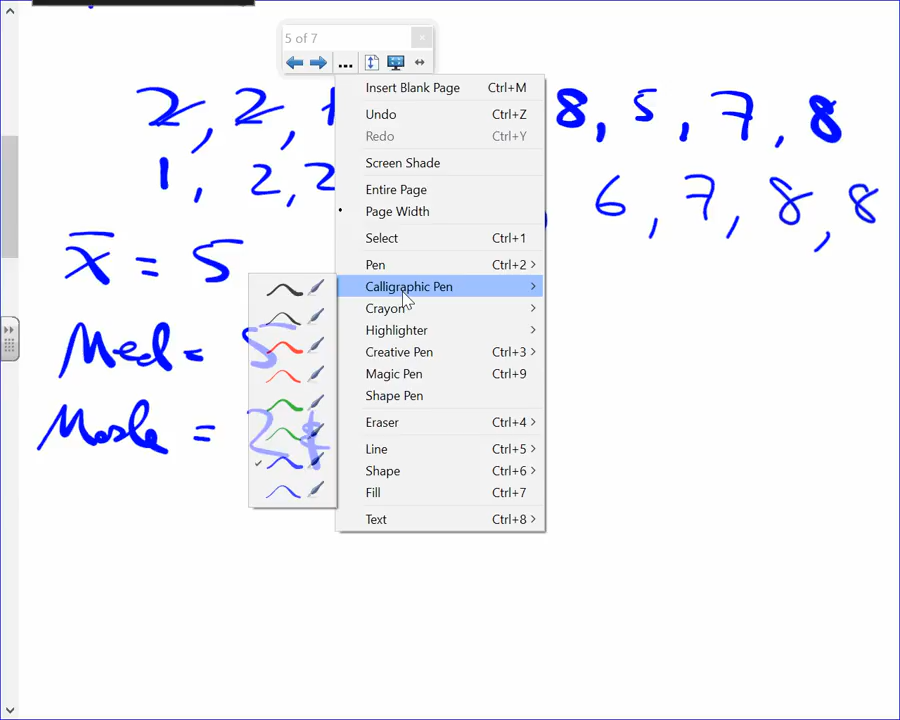 5 of 7
Insert Blank Page Ctrl+M
Undo Ctrl+Z
Redo Ctrl+Y
Screen Shade
Entire Page
Page Width
Select Ctrl+1
Pen Ctrl+2
Calligraphic Pen
Crayon
Highlighter
Creative Pen Ctrl+3
Magic Pen Ctrl+9
Shape Pen
Eraser Ctrl+4
Line Ctrl+5
Shape Ctrl+6
Fill Ctrl+7
Text Ctrl+8
2, 2, 8, 5, 7, 8
1, 2, 2 , 6, 7, 8, 8
x̅ = 5
Med = 5
Mode = 2